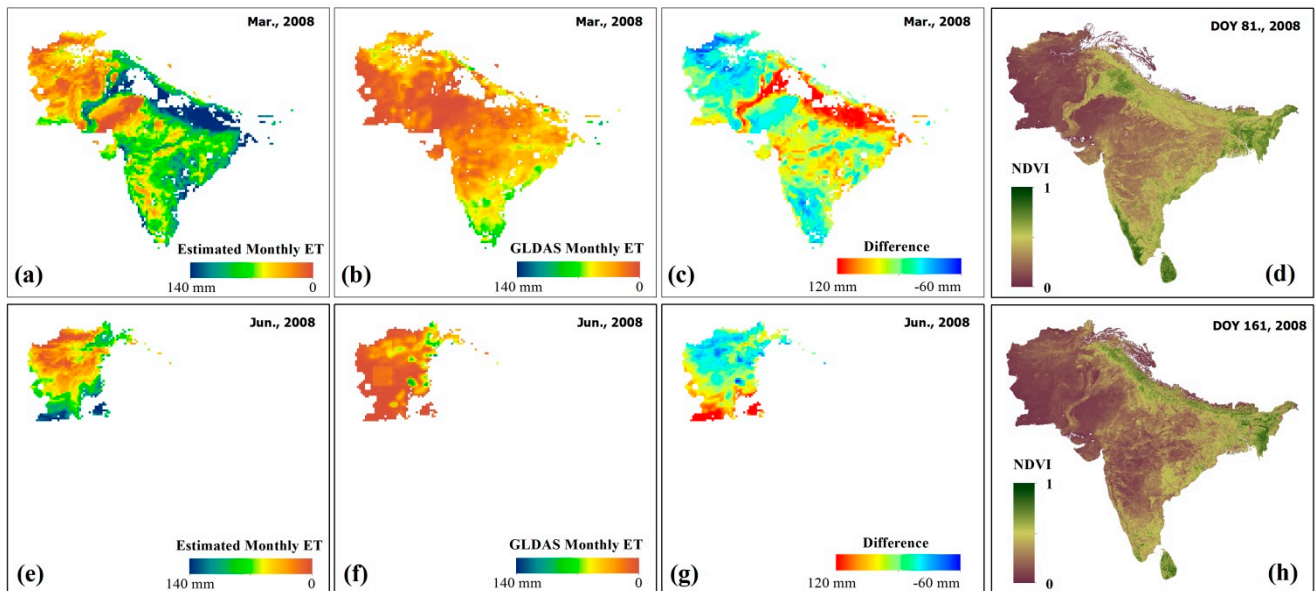 Mar., 2008
Estimated Monthly ET
140 mm 0
(a)
Mar., 2008
GLDAS Monthly ET
140 mm 0
(b)
Mar., 2008
Difference
120 mm -60 mm
(c)
DOY 81., 2008
NDVI
1
0
(d)
Jun., 2008
Estimated Monthly ET
140 mm 0
(e)
Jun., 2008
GLDAS Monthly ET
140 mm 0
(f)
Jun., 2008
Difference
120 mm -60 mm
(g)
DOY 161, 2008
NDVI
1
0
(h)